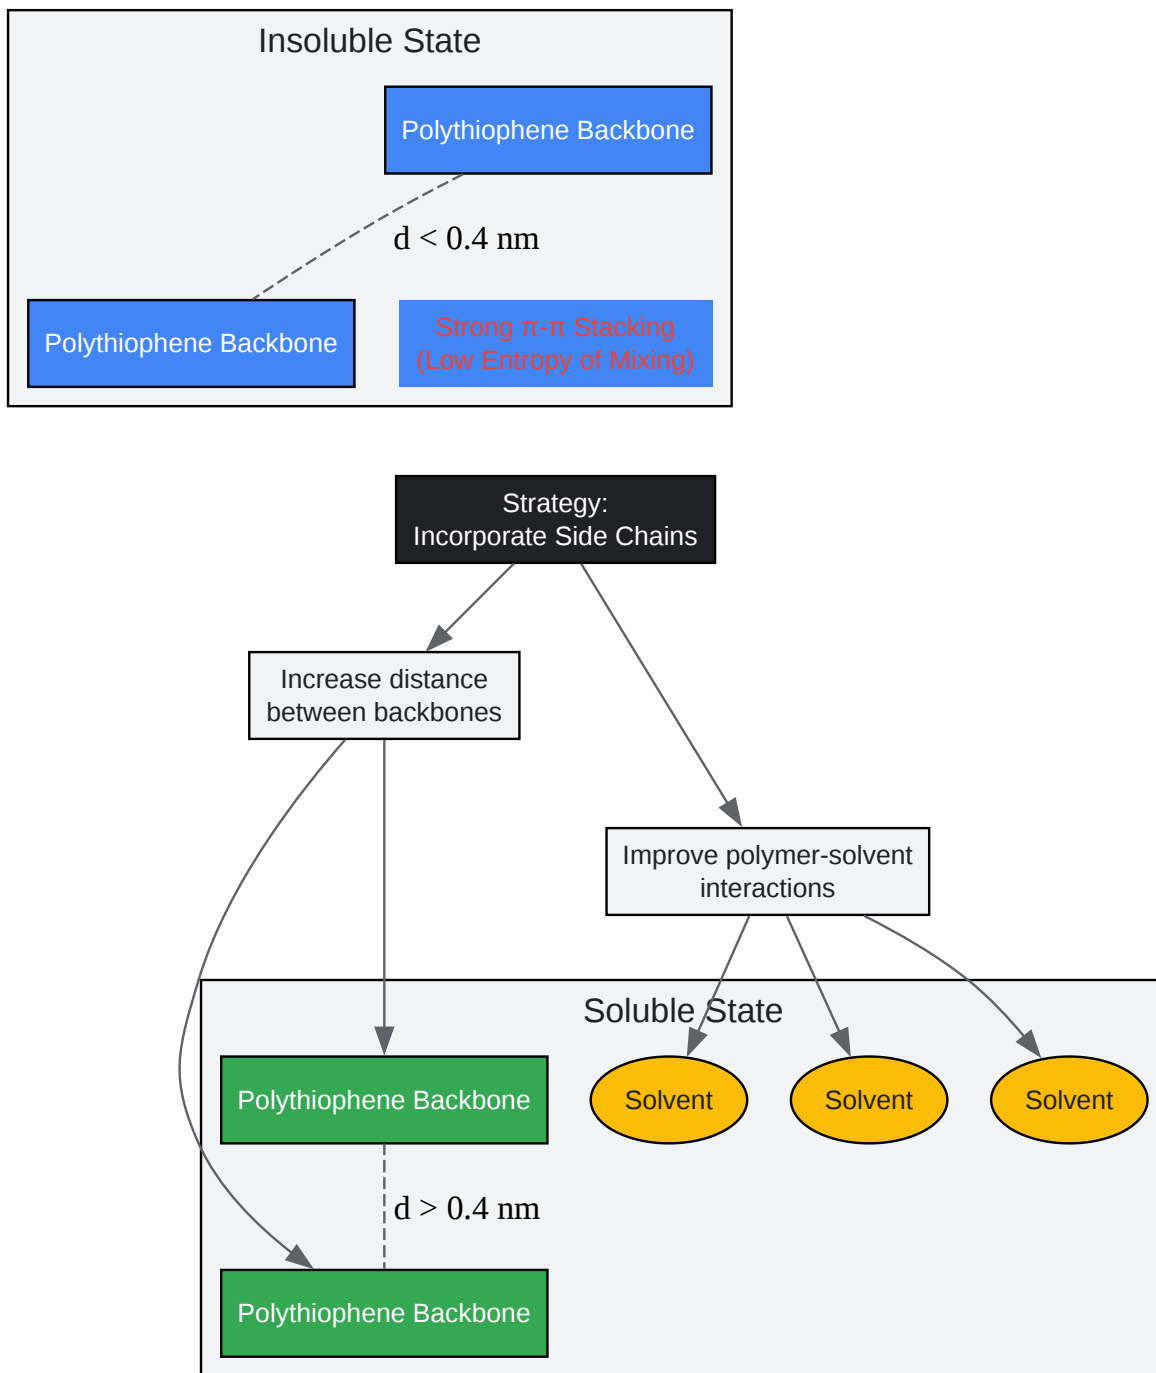 Insoluble State
Polythiophene Backbone
d < 0.4 nm
Polythiophene Backbone
Strong π-π Stacking
(Low Entropy of Mixing)
Strategy:
Incorporate Side Chains
Increase distance
between backbones
Improve polymer-solvent
interactions
Soluble State
Polythiophene Backbone
Solvent
Solvent
Solvent
d > 0.4 nm
Polythiophene Backbone